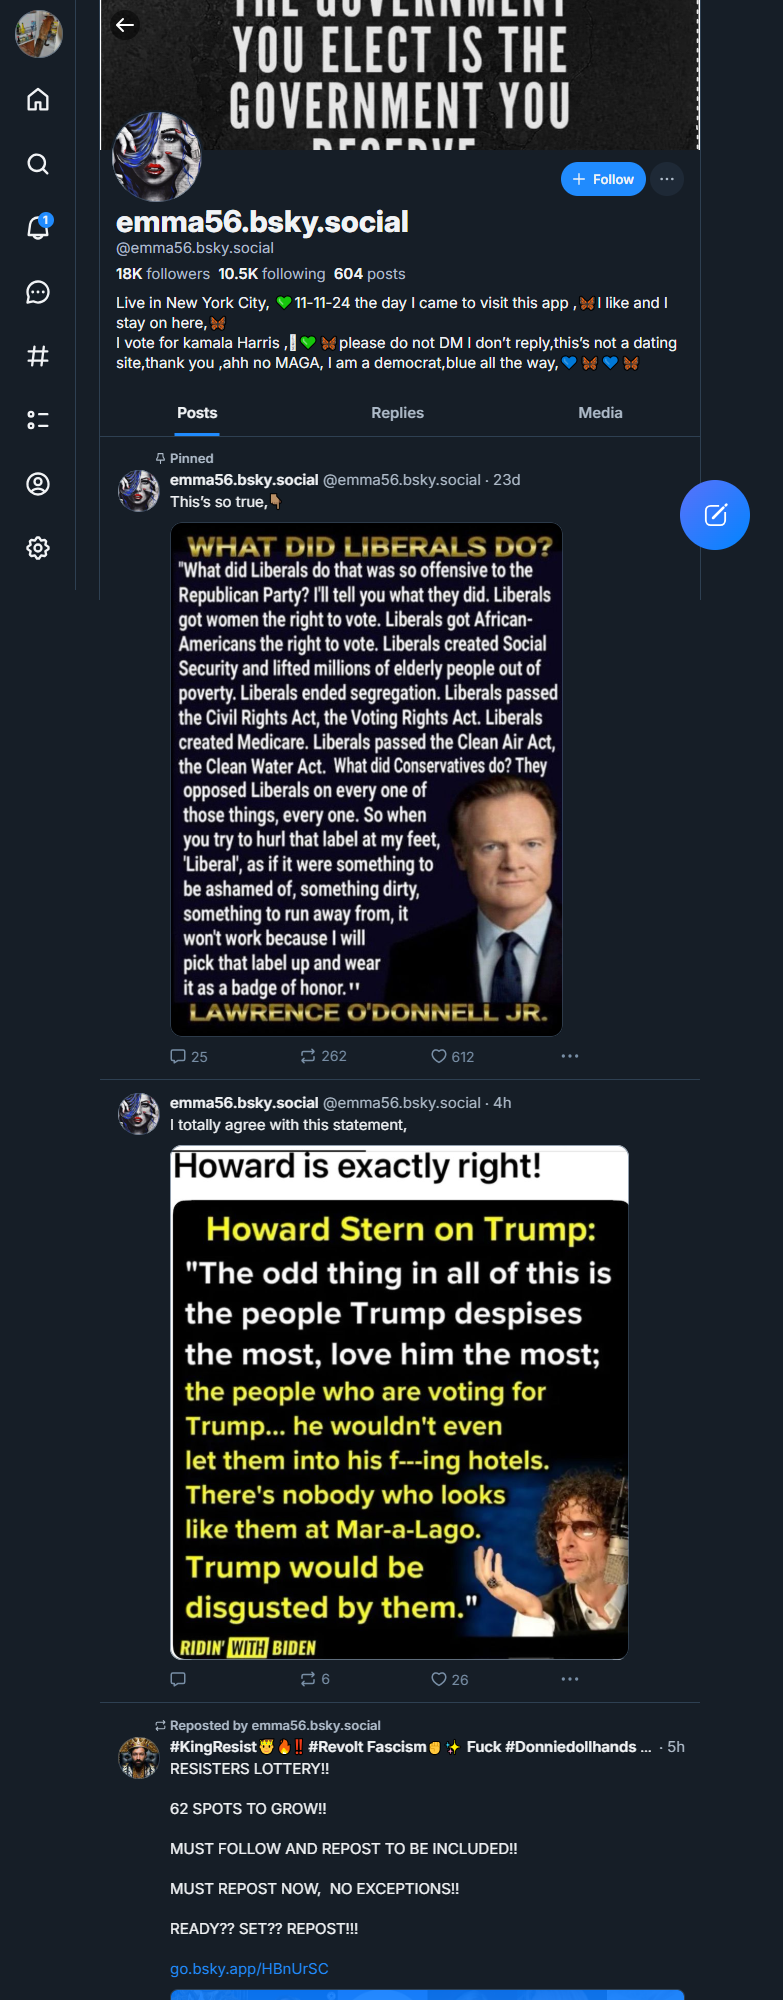 THE GOVERNMENT
YOU ELECT IS THE
GOVERNMENT YOU
DESERVE
Follow
emma56.bsky.social
@emma56.bsky.social
18K followers 10.5K following 604 posts
Live in New York City, 💚11-11-24 the day I came to visit this app ,🦋I like and I
stay on here,🦋
I vote for kamala Harris ,💚 🦋please do not DM I don’t reply,this’s not a dating
site,thank you ,ahh no MAGA, I am a democrat,blue all the way,💙 🦋 💙 🦋
Posts Replies Media
1
Pinned
emma56.bsky.social @emma56.bsky.social · 23d
This’s so true,👇🏽
WHAT DID LIBERALS DO?
"What did Liberals do that was so offensive to the
Republican Party? I'll tell you what they did. Liberals
got women the right to vote. Liberals got African-
Americans the right to vote. Liberals created Social
Security and lifted millions of elderly people out of
poverty. Liberals ended segregation. Liberals passed
the Civil Rights Act, the Voting Rights Act. Liberals
created Medicare. Liberals passed the Clean Air Act,
the Clean Water Act. What did Conservatives do? They
opposed Liberals on every one of
those things, every one. So when
you try to hurl that label at my feet,
'Liberal', as if it were something to
be ashamed of, something dirty,
something to run away from, it
won't work because I will
pick that label up and wear
it as a badge of honor.''
LAWRENCE O'DONNELL JR.
25 262 612
emma56.bsky.social @emma56.bsky.social · 4h
I totally agree with this statement,
Howard is exactly right!
Howard Stern on Trump:
"The odd thing in all of this is
the people Trump despises
the most, love him the most;
the people who are voting for
Trump... he wouldn't even
let them into his f---ing hotels.
There's nobody who looks
like them at Mar-a-Lago.
Trump would be
disgusted by them."
RIDIN' WITH BIDEN
6 26
Reposted by emma56.bsky.social
#KingResist🤴🔥‼️ #Revolt Fascism✊✨ Fuck #Donniedollhands ... · 5h
RESISTERS LOTTERY!!
62 SPOTS TO GROW!!
MUST FOLLOW AND REPOST TO BE INCLUDED!!
MUST REPOST NOW,  NO EXCEPTIONS!!
READY?? SET?? REPOST!!!
go.bsky.app/HBnUrSC